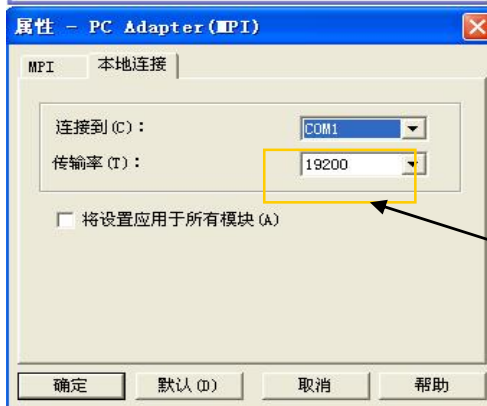 属性 - PC Adapter(MPI)
MPI 本地连接
连接到(C):
COM1
传输率(T):
19200
将设置应用于所有模块(A)
确定 默认(D) 取消 帮助